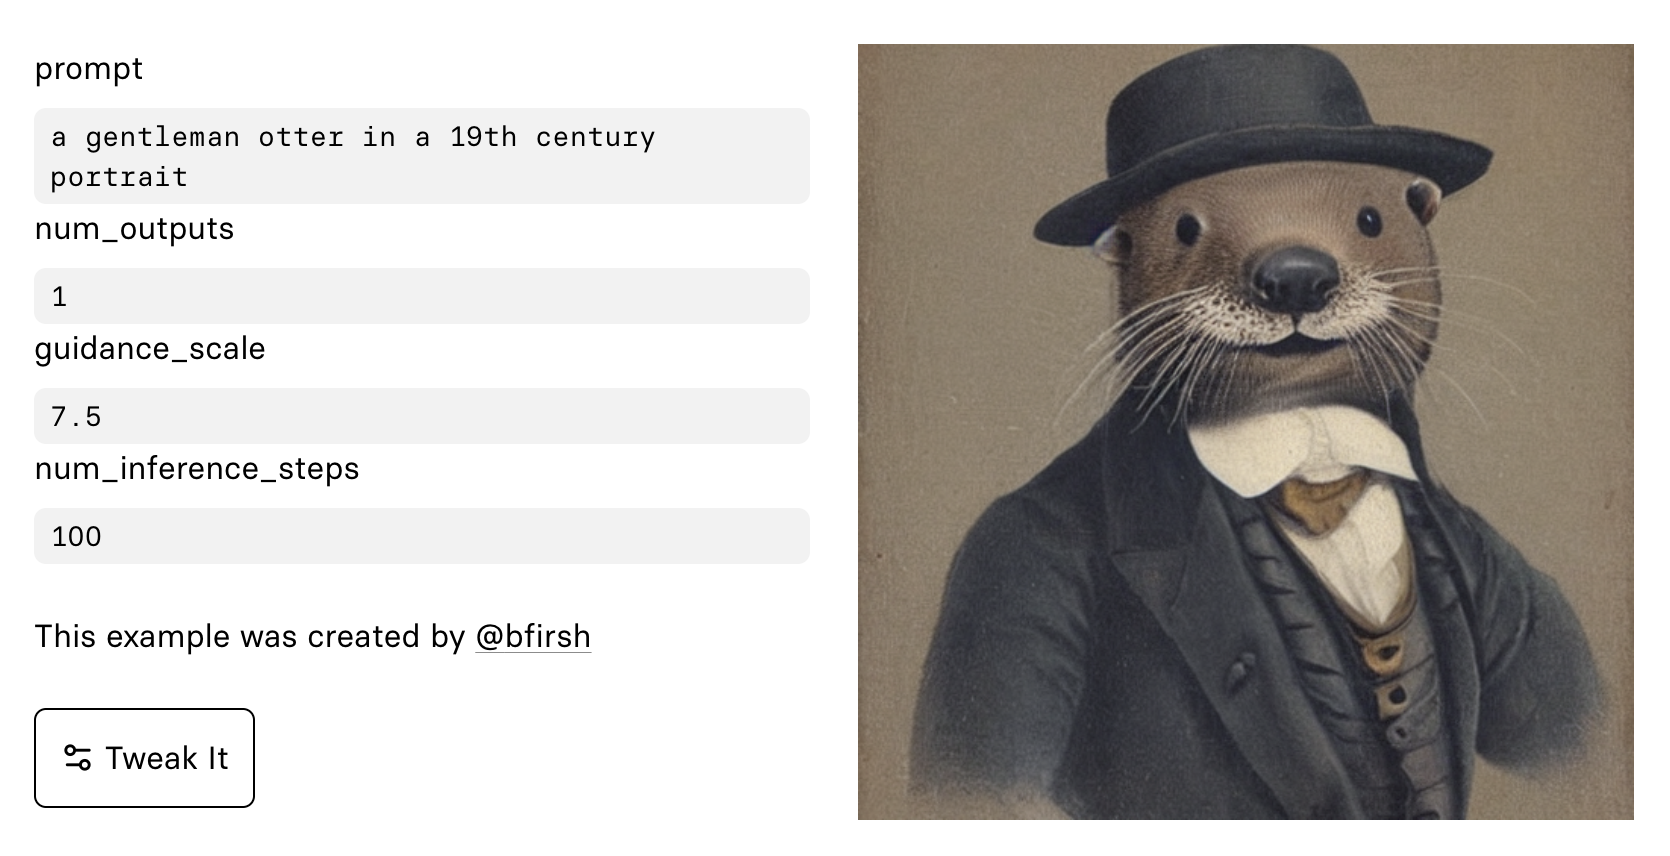 prompt
a gentleman otter in a 19th century
portrait
num_outputs
1
guidance_scale
7.5
num_inference_steps
100
This example was created by @bfirsh
Tweak It